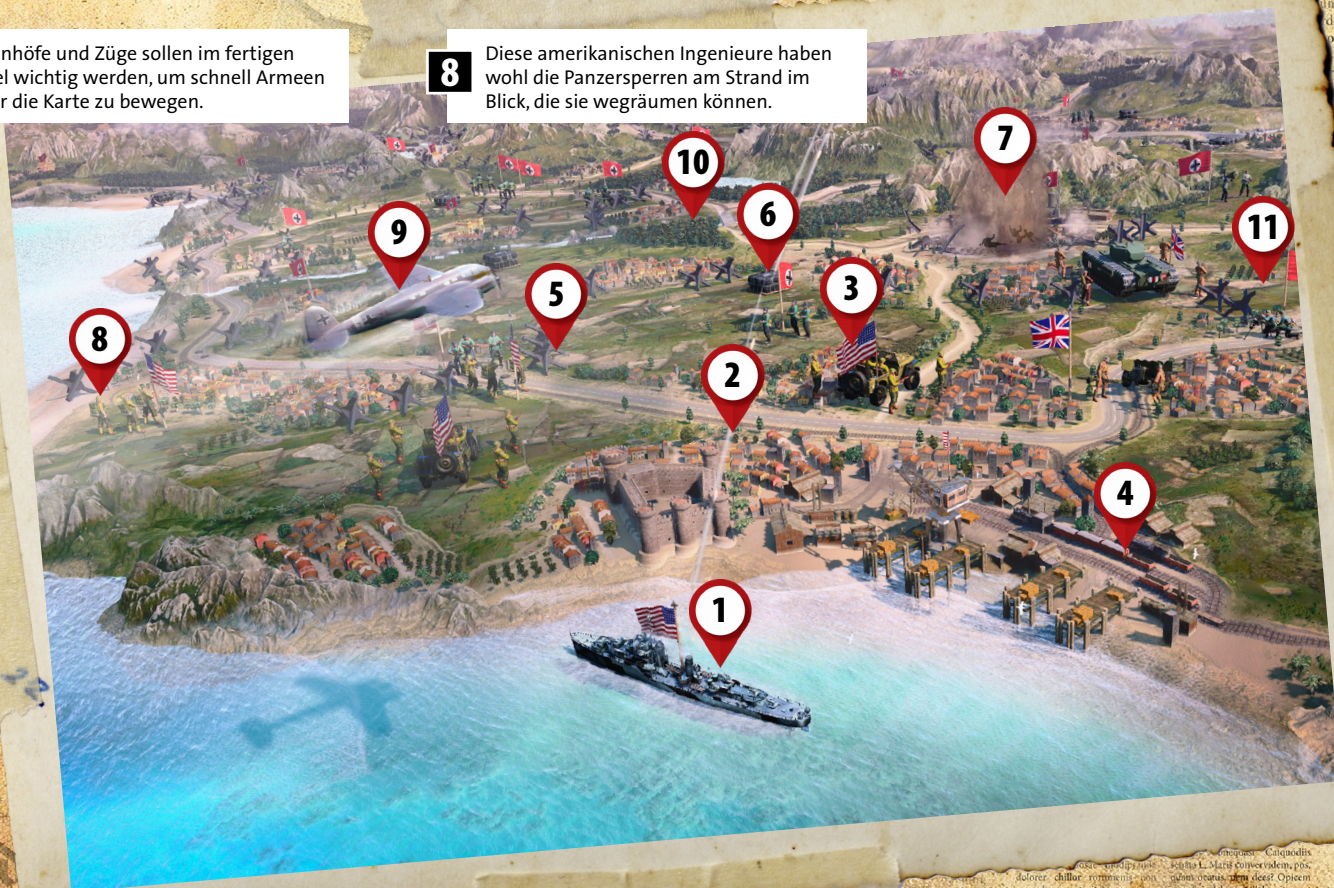 nhöfe und Züge sollen im fertigen
el wichtig werden, um schnell Armeen
r die Karte zu bewegen.
8
Diese amerikanischen Ingenieure haben
wohl die Panzersperren am Strand im
Blick, die sie wegräumen können.
7
10
6
11
9
5
3
8
2
4
1
dolorer chillor